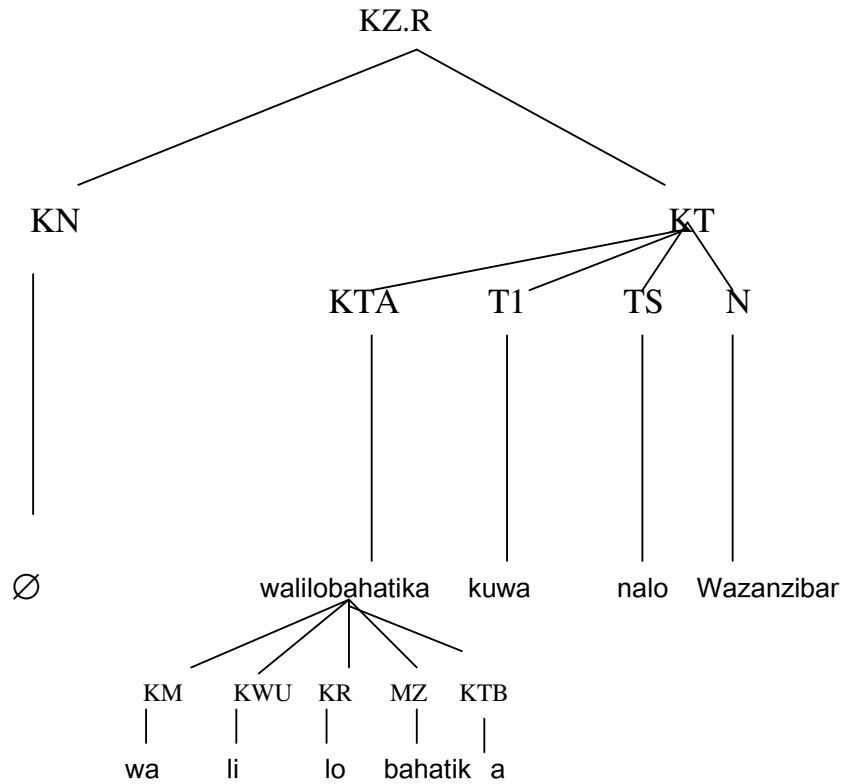 KZ.R
KN KT
KTA T1 TS N
∅ walilobahatika kuwa nalo Wazanzibar
KM KWU KR MZ KTB
wa li lo bahatik a